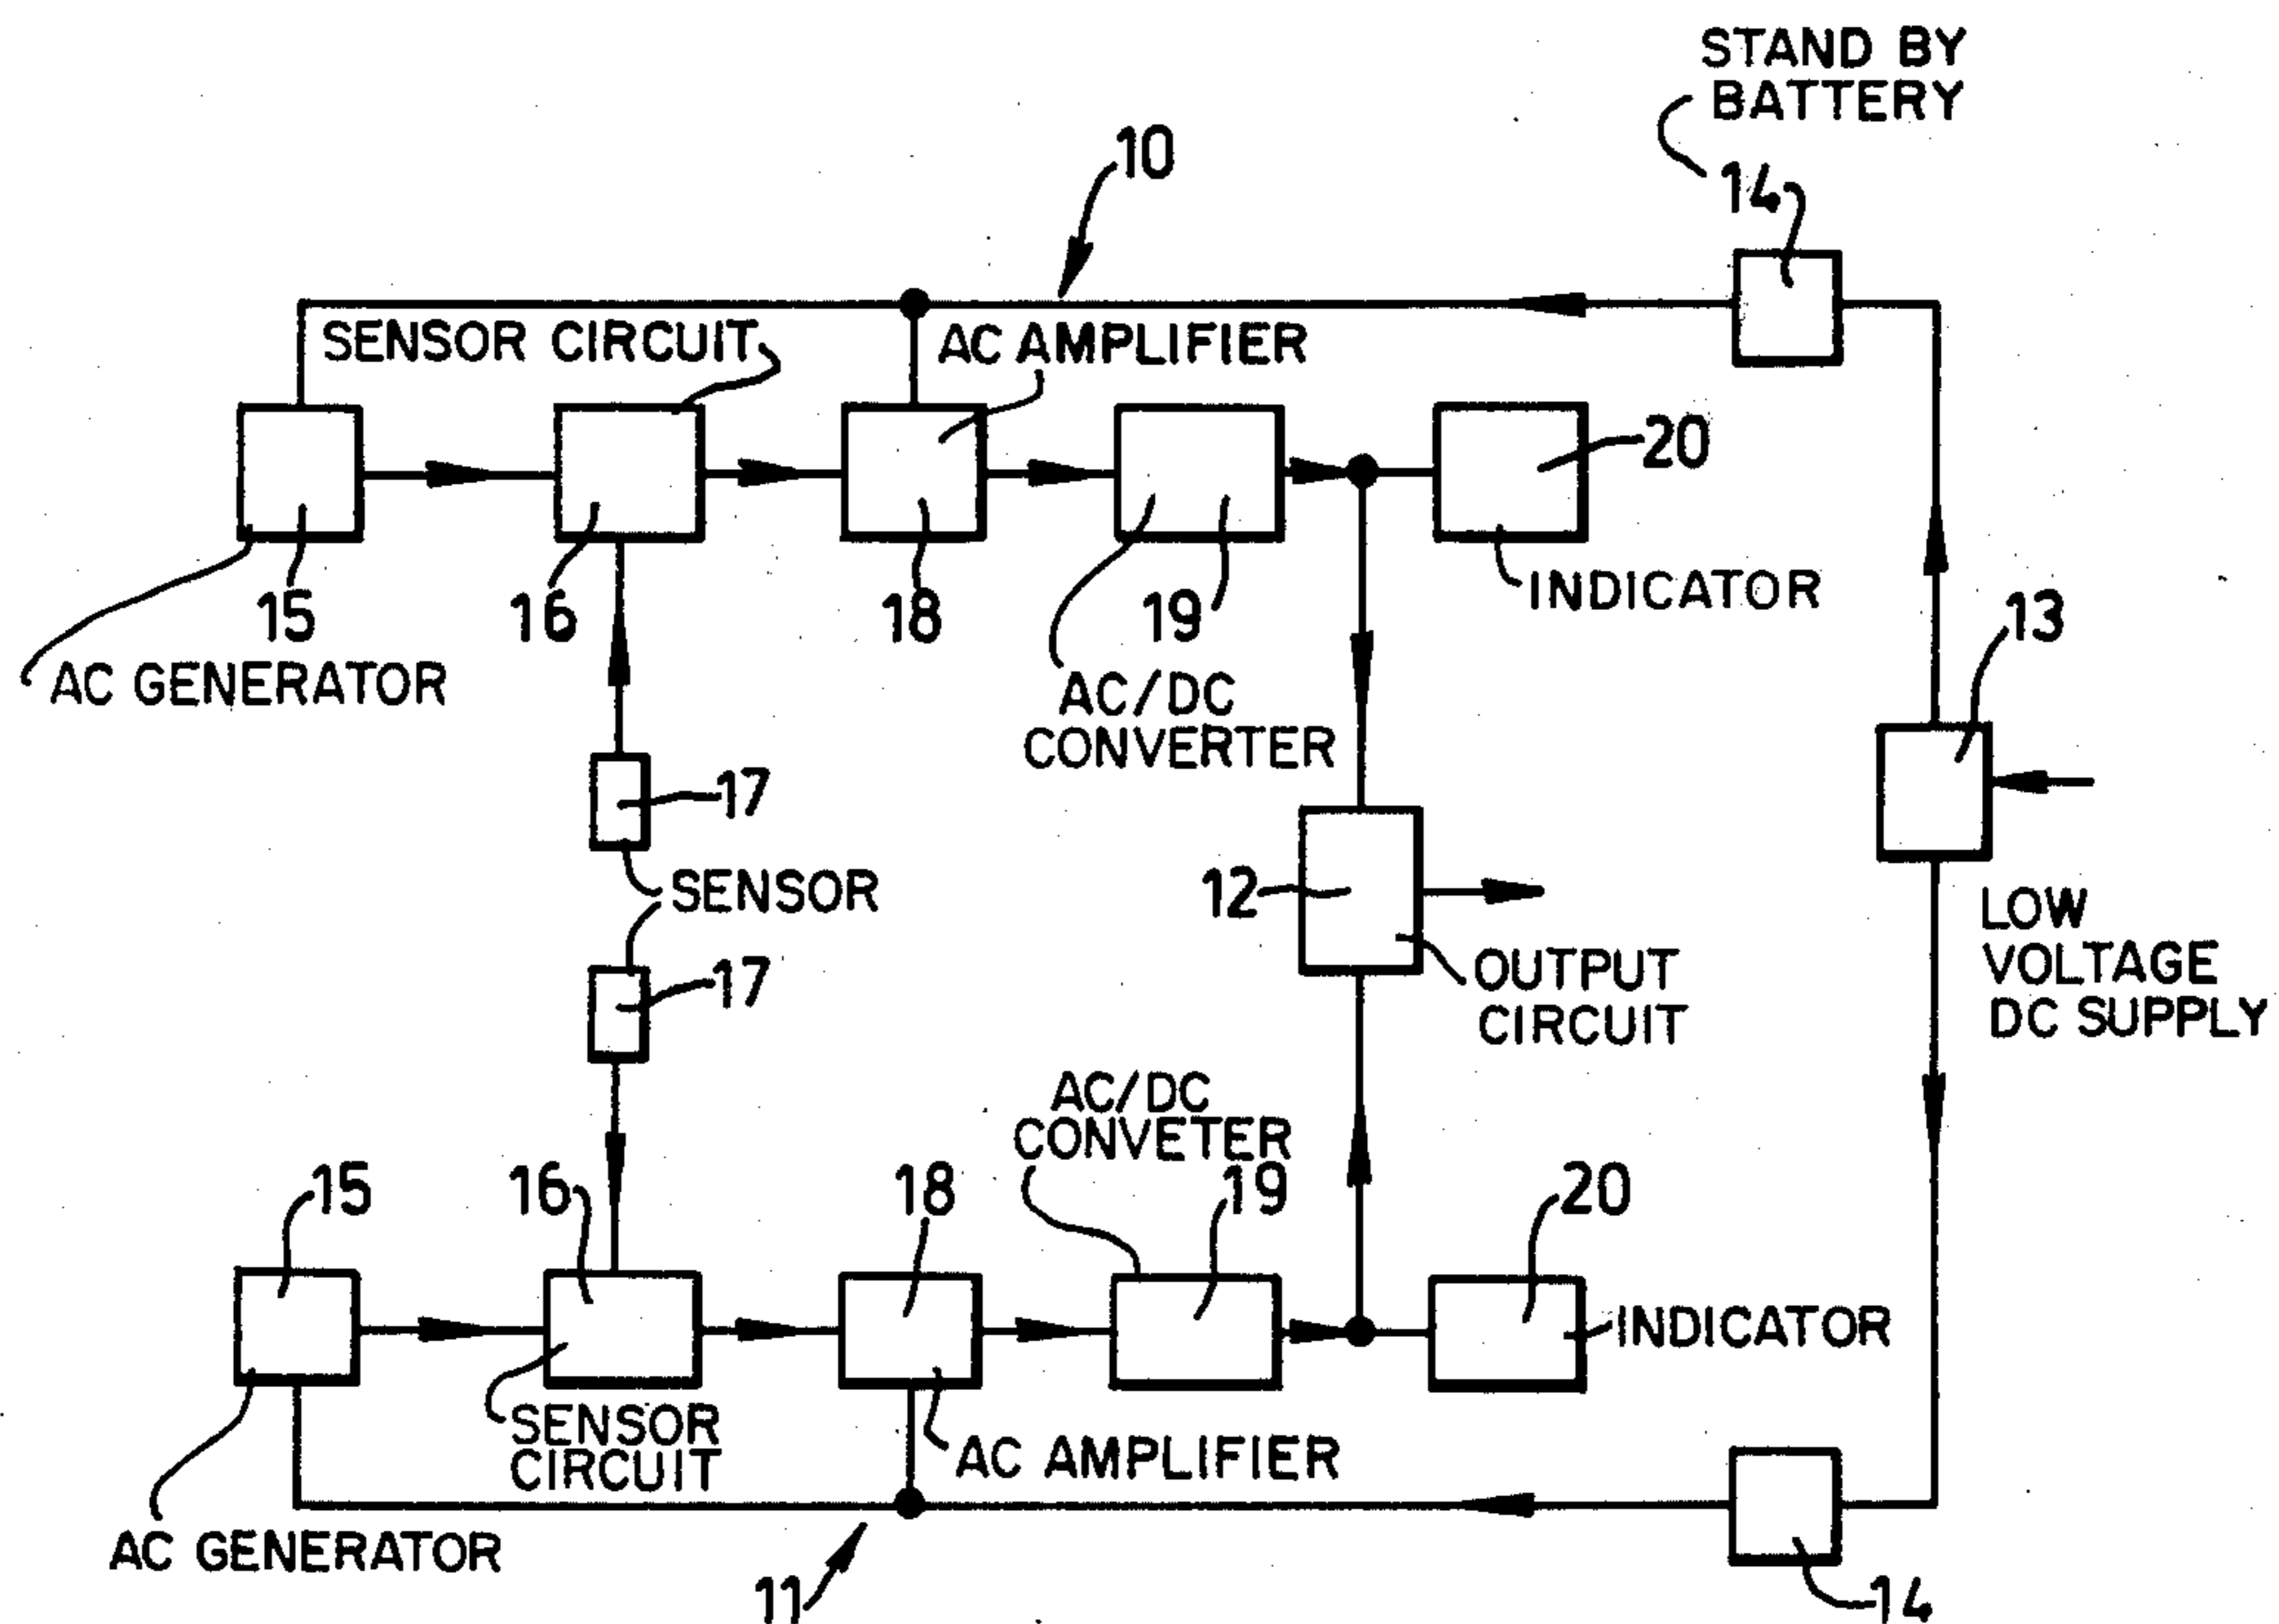 STAND BY
BATTERY
10
14
SENSOR CIRCUIT
AC AMPLIFIER
20
15
16
18
19
INDICATOR
13
AC GENERATOR
AC/DC
CONVERTER
17
SENSOR
12
LOW
VOLTAGE
DC SUPPLY
17
OUTPUT
CIRCUIT
AC/DC
CONVETER
15
16
18
19
20
INDICATOR
SENSOR
CIRCUIT
AC AMPLIFIER
AC GENERATOR
11
14